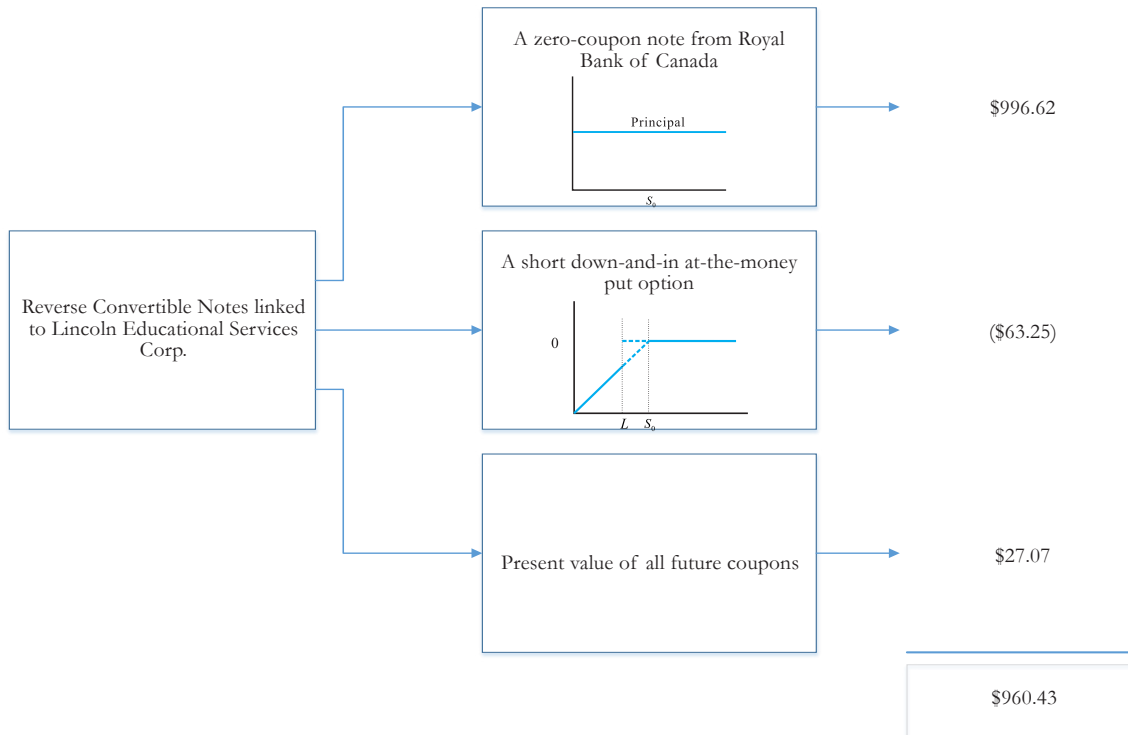 A zero-coupon note from Royal
Bank of Canada
Principal
S₀
$996.62
Reverse Convertible Notes linked
to Lincoln Educational Services
Corp.
A short down-and-in at-the-money
put option
0
L S₀
($63.25)
Present value of all future coupons
$27.07
$960.43